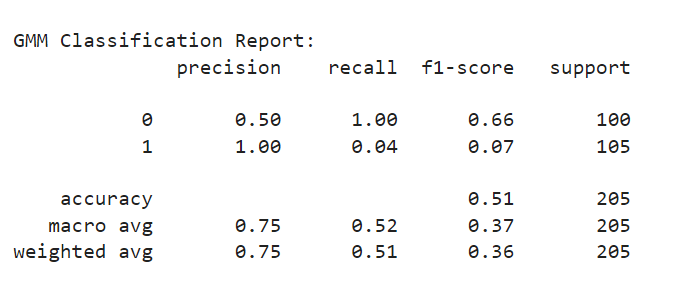 GMM Classification Report:
precision recall f1-score support
0 0.50 1.00 0.66 100
1 1.00 0.04 0.07 105
accuracy 0.51 205
macro avg 0.75 0.52 0.37 205
weighted avg 0.75 0.51 0.36 205